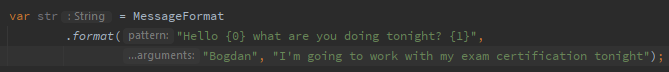 var str : String = MessageFormat
.format( pattern: "Hello {0} what are you doing tonight? {1}",
...arguments: "Bogdan", "I'm going to work with my exam certification tonight");